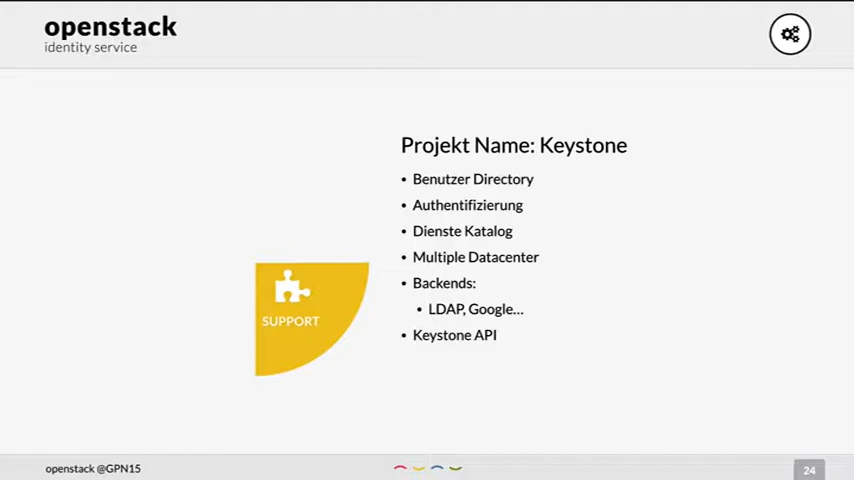 openstack
identity service
Projekt Name: Keystone
• Benutzer Directory
• Authentifizierung
• Dienste Katalog
• Multiple Datacenter
• Backends:
• LDAP, Google...
• Keystone API
SUPPORT
openstack @GPN15
24